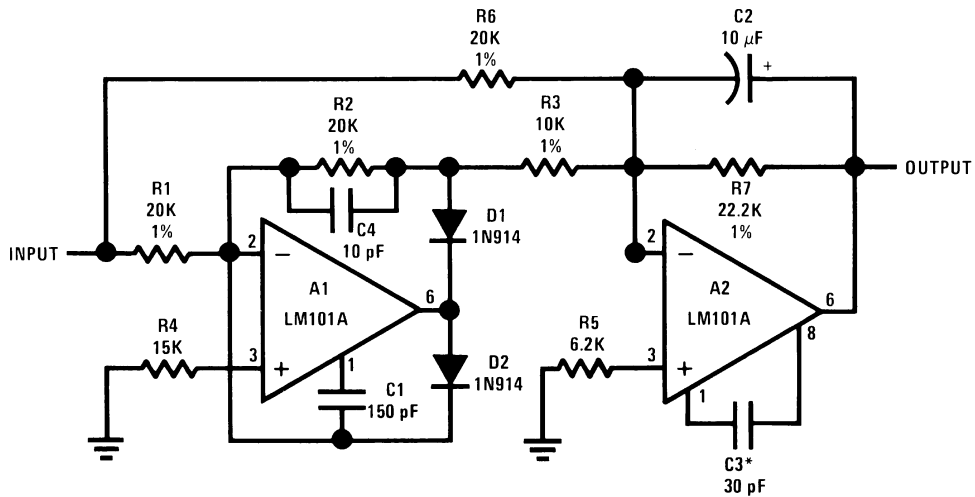 R6
20K
1%
C2
10 μF
+
R2
20K
1%
R3
10K
1%
OUTPUT
R7
22.2K
1%
R1
20K
1%
C4
10 pF
D1
1N914
INPUT
2
−
A1
LM101A
6
3
+
1
R4
15K
C1
150 pF
D2
1N914
2
−
A2
LM101A
6
8
3
+
1
R5
6.2K
C3*
30 pF